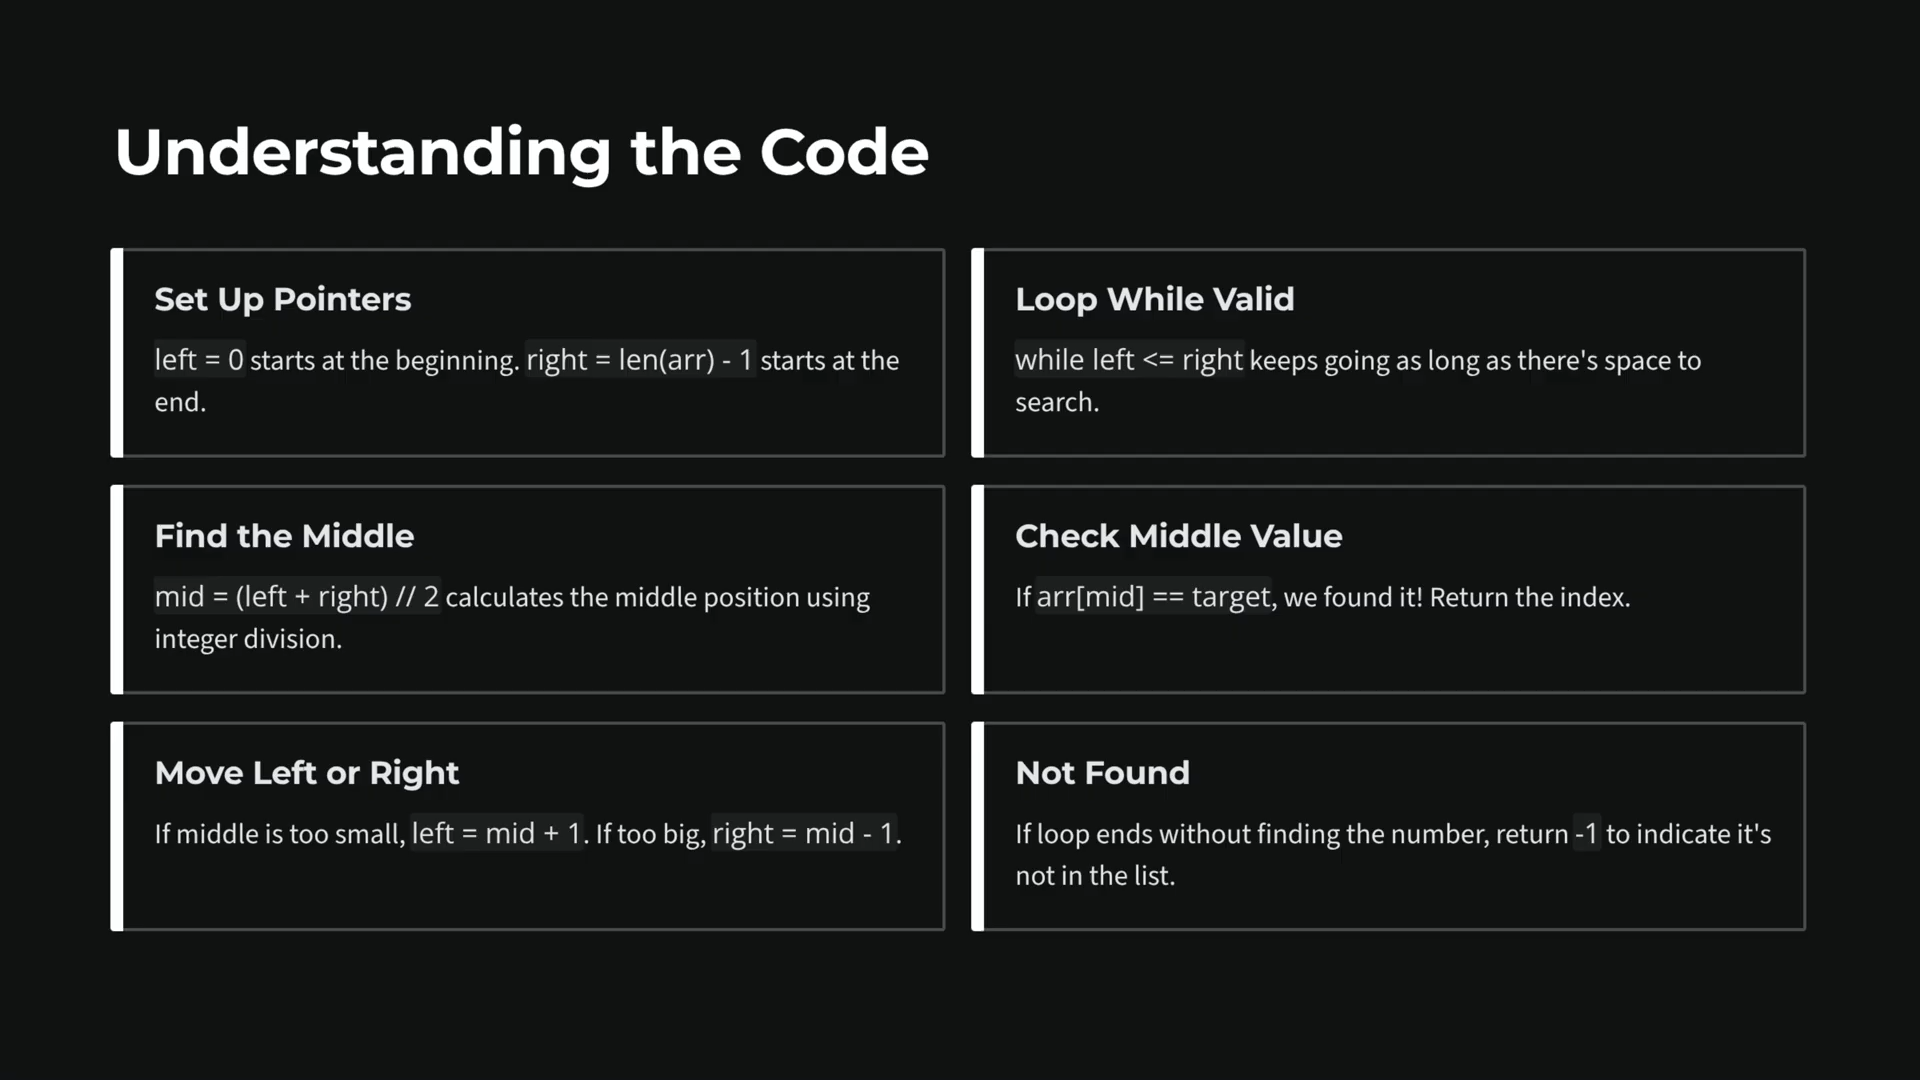 Understanding the Code
Set Up Pointers
left = 0 starts at the beginning. right = len(arr) - 1 starts at the
end.
Loop While Valid
while left <= right keeps going as long as there's space to
search.
Find the Middle
mid = (left + right) // 2 calculates the middle position using
integer division.
Check Middle Value
If arr[mid] == target, we found it! Return the index.
Move Left or Right
If middle is too small, left = mid + 1. If too big, right = mid - 1.
Not Found
If loop ends without finding the number, return -1 to indicate it's
not in the list.